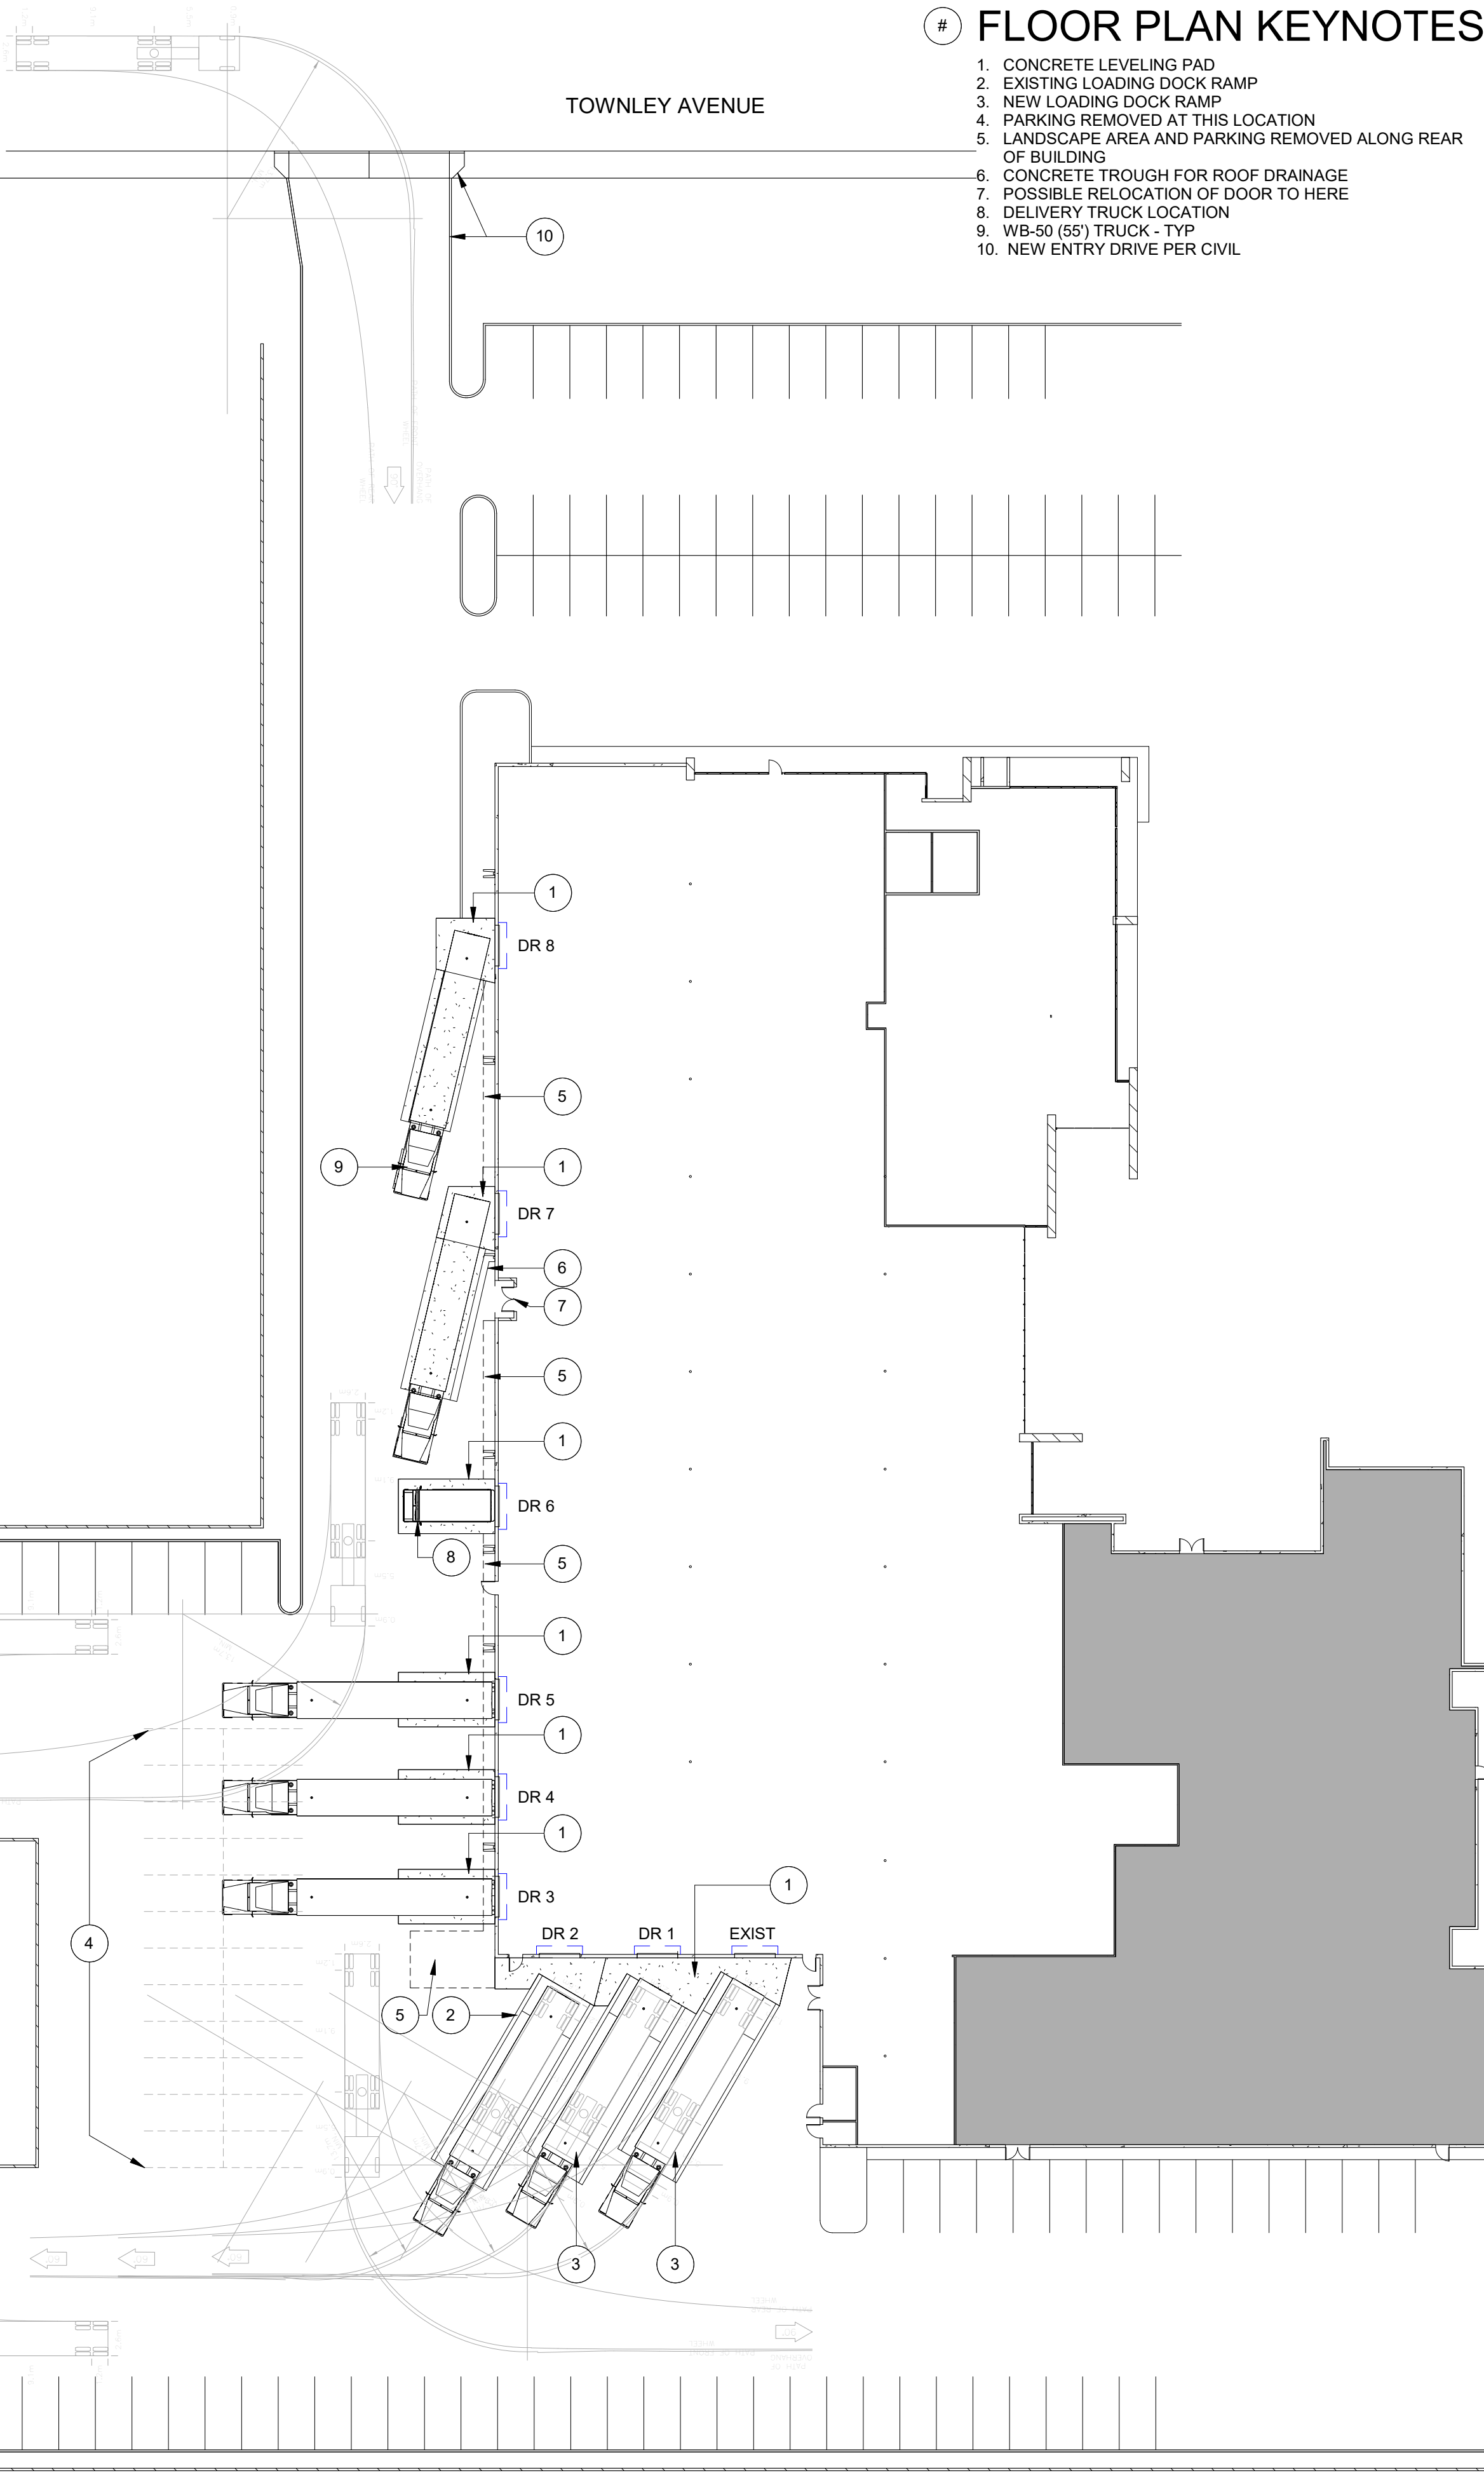 # FLOOR PLAN KEYNOTES
1. CONCRETE LEVELING PAD
2. EXISTING LOADING DOCK RAMP
3. NEW LOADING DOCK RAMP
4. PARKING REMOVED AT THIS LOCATION
5. LANDSCAPE AREA AND PARKING REMOVED ALONG REAR
OF BUILDING
6. CONCRETE TROUGH FOR ROOF DRAINAGE
7. POSSIBLE RELOCATION OF DOOR TO HERE
8. DELIVERY TRUCK LOCATION
9. WB-50 (55') TRUCK - TYP
10. NEW ENTRY DRIVE PER CIVIL
TOWNLEY AVENUE
10
1
DR 8
5
9
1
DR 7
6
7
5
1
DR 6
8
5
1
DR 5
1
DR 4
1
DR 3
1
DR 2
DR 1
EXIST
4
5
2
3
3